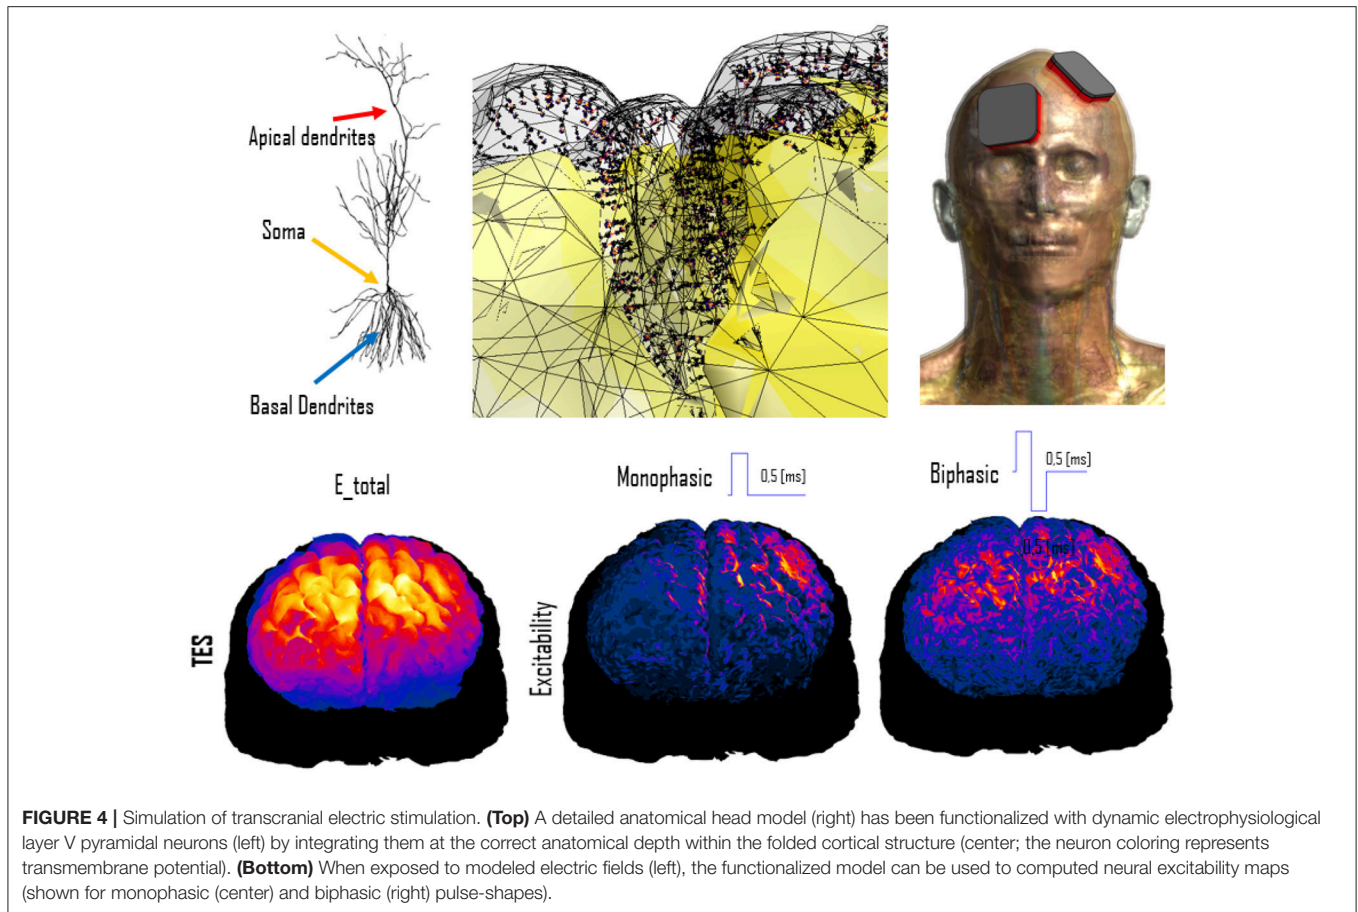 Apical dendrites
Soma
Basal Dendrites
E_total
Monophasic
0,5 [ms]
Biphasic
0,5 [ms]
0,5 [ms]
TES
Excitability
FIGURE 4 | Simulation of transcranial electric stimulation. (Top) A detailed anatomical head model (right) has been functionalized with dynamic electrophysiological
layer V pyramidal neurons (left) by integrating them at the correct anatomical depth within the folded cortical structure (center; the neuron coloring represents
transmembrane potential). (Bottom) When exposed to modeled electric fields (left), the functionalized model can be used to computed neural excitability maps
(shown for monophasic (center) and biphasic (right) pulse-shapes).